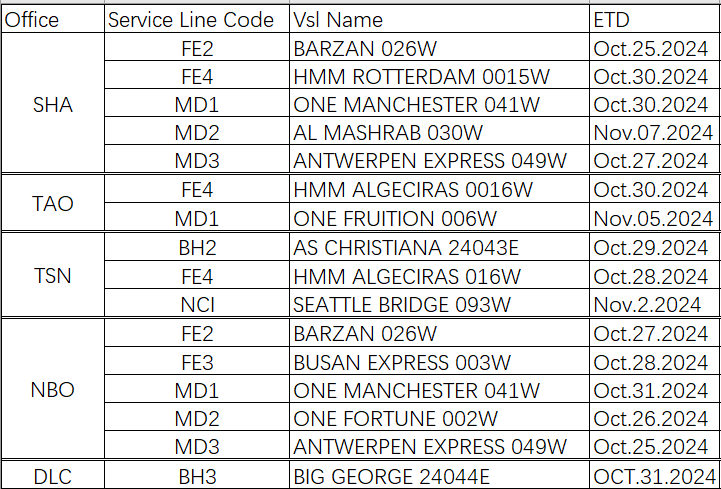 Office Service Line Code Vsl Name ETD
FE2 BARZAN 026W Oct.25.2024
FE4 HMM ROTTERDAM 0015W Oct.30.2024
SHA MD1 ONE MANCHESTER 041W Oct.30.2024
MD2 AL MASHRAB 030W Nov.07.2024
MD3 ANTWERPEN EXPRESS 049W Oct.27.2024
TAO FE4 HMM ALGECIRAS 0016W Oct.30.2024
MD1 ONE FRUITION 006W Nov.05.2024
BH2 AS CHRISTIANA 24043E Oct.29.2024
TSN FE4 HMM ALGECIRAS 016W Oct.28.2024
NCI SEATTLE BRIDGE 093W Nov.2.2024
FE2 BARZAN 026W Oct.27.2024
FE3 BUSAN EXPRESS 003W Oct.28.2024
NBO MD1 ONE MANCHESTER 041W Oct.31.2024
MD2 ONE FORTUNE 002W Oct.26.2024
MD3 ANTWERPEN EXPRESS 049W Oct.25.2024
DLC BH3 BIG GEORGE 24044E OCT.31.2024